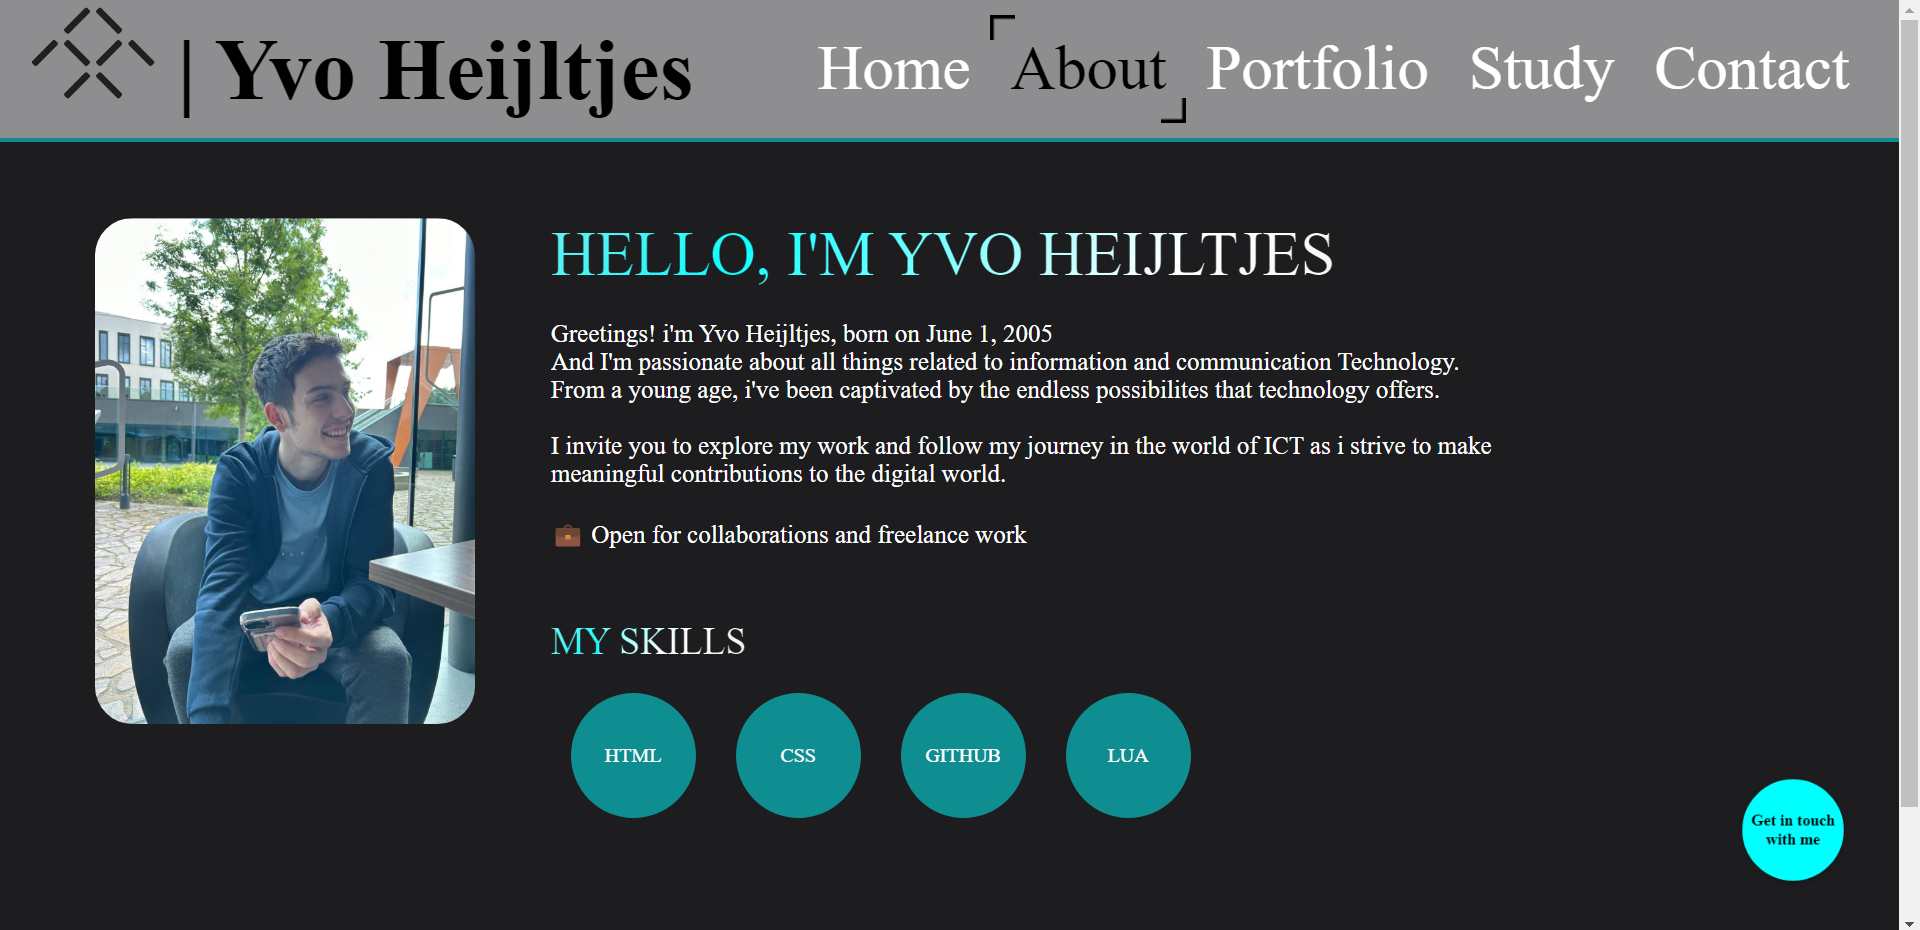 | Yvo Heijltjes
Home About Portfolio Study Contact
HELLO, I'M YVO HEIJLTJES
Greetings! i'm Yvo Heijltjes, born on June 1, 2005
And I'm passionate about all things related to information and communication Technology.
From a young age, i've been captivated by the endless possibilites that technology offers.
I invite you to explore my work and follow my journey in the world of ICT as i strive to make
meaningful contributions to the digital world.
💼 Open for collaborations and freelance work
MY SKILLS
HTML CSS GITHUB LUA
Get in touch
with me